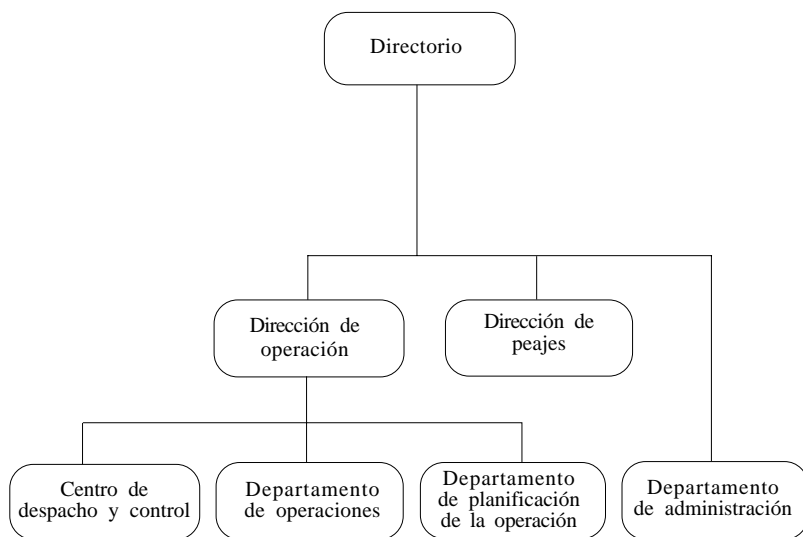 Directorio
Dirección de
operación
Dirección de
peajes
Centro de
despacho y control
Departamento
de operaciones
Departamento
de planificación
de la operación
Departamento
de administración